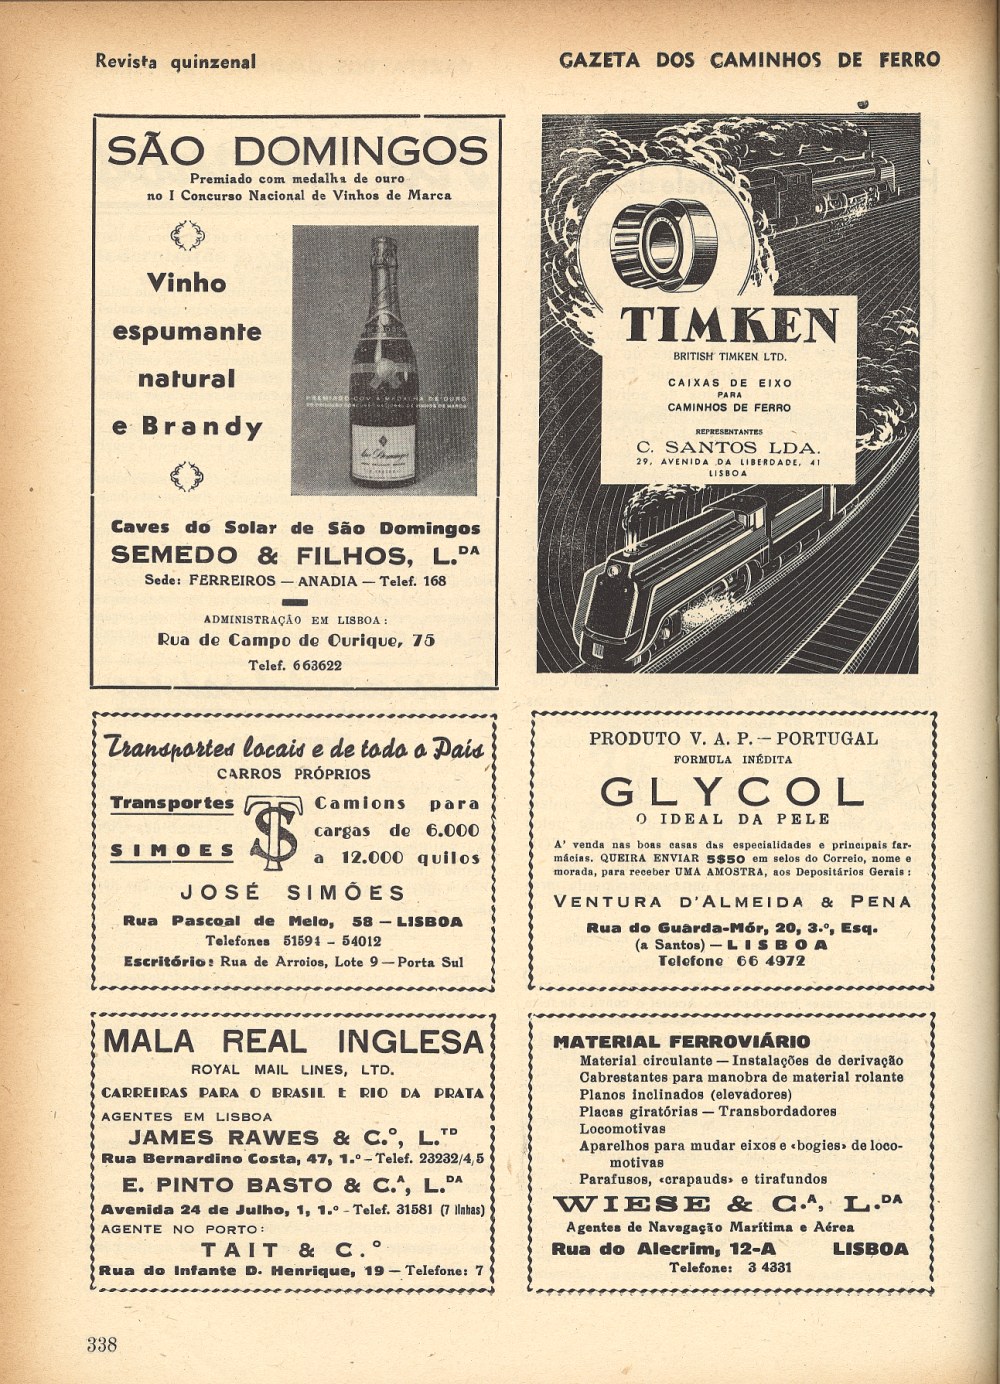 Revista quinzenal
GAZETA DOS CAMINHOS DE FERRO
SÃO DOMINGOS
Premiado com medalha de ouro
no I Concurso Nacional de Vinhos de Marca
Vinho
espumante
natural
e Brandy
PREMIADO COM A MEDALHA DE OURO
São Domingos
Caves do Solar de São Domingos
SEMEDO & FILHOS, L.DA
Sede: FERREIROS — ANADIA — Telef. 168
ADMINISTRAÇÃO EM LISBOA:
Rua de Campo de Ourique, 75
Telef. 663622
TIMKEN
BRITISH TIMKEN LTD.
CAIXAS DE EIXO
PARA
CAMINHOS DE FERRO
REPRESENTANTES
C. SANTOS LDA.
29, AVENIDA DA LIBERDADE, 41
LISBOA
Transportes locais e de todo o País
CARROS PRÓPRIOS
Transportes
SIMOES
TS
Camions para
cargas de 6.000
a 12.000 quilos
JOSÉ SIMÕES
Rua Pascoal de Melo, 58 — LISBOA
Telefones 51594 - 54012
Escritório: Rua de Arroios, Lote 9 — Porta Sul
PRODUTO V. A. P. — PORTUGAL
FORMULA INÉDITA
GLYCOL
O IDEAL DA PELE
A' venda nas boas casas das especialidades e principais far-
mácias. QUEIRA ENVIAR 5$50 em selos do Correio, nome e
morada, para receber UMA AMOSTRA, aos Depositários Gerais:
VENTURA D'ALMEIDA & PENA
Rua do Guarda-Mór, 20, 3.º, Esq.
(a Santos) — LISBOA
Telefone 66 4972
MALA REAL INGLESA
ROYAL MAIL LINES, LTD.
CARREIRAS PARA O BRASIL E RIO DA PRATA
AGENTES EM LISBOA
JAMES RAWES & C.º, L.TD
Rua Bernardino Costa, 47, 1.º - Telef. 23232/4,5
E. PINTO BASTO & C.A, L.DA
Avenida 24 de Julho, 1, 1.º - Telef. 31581 (7 linhas)
AGENTE NO PORTO:
TAIT & C.º
Rua do Infante D. Henrique, 19 — Telefone: 7
MATERIAL FERROVIÁRIO
Material circulante — Instalações de derivação
Cabrestantes para manobra de material rolante
Planos inclinados (elevadores)
Placas giratórias — Transbordadores
Locomotivas
Aparelhos para mudar eixos e «bogies» de loco-
motivas
Parafusos, «crapauds» e tirafundos
WIESE & C.A, L.DA
Agentes de Navegação Marítima e Aérea
Rua do Alecrim, 12-A LISBOA
Telefone: 3 4331
338